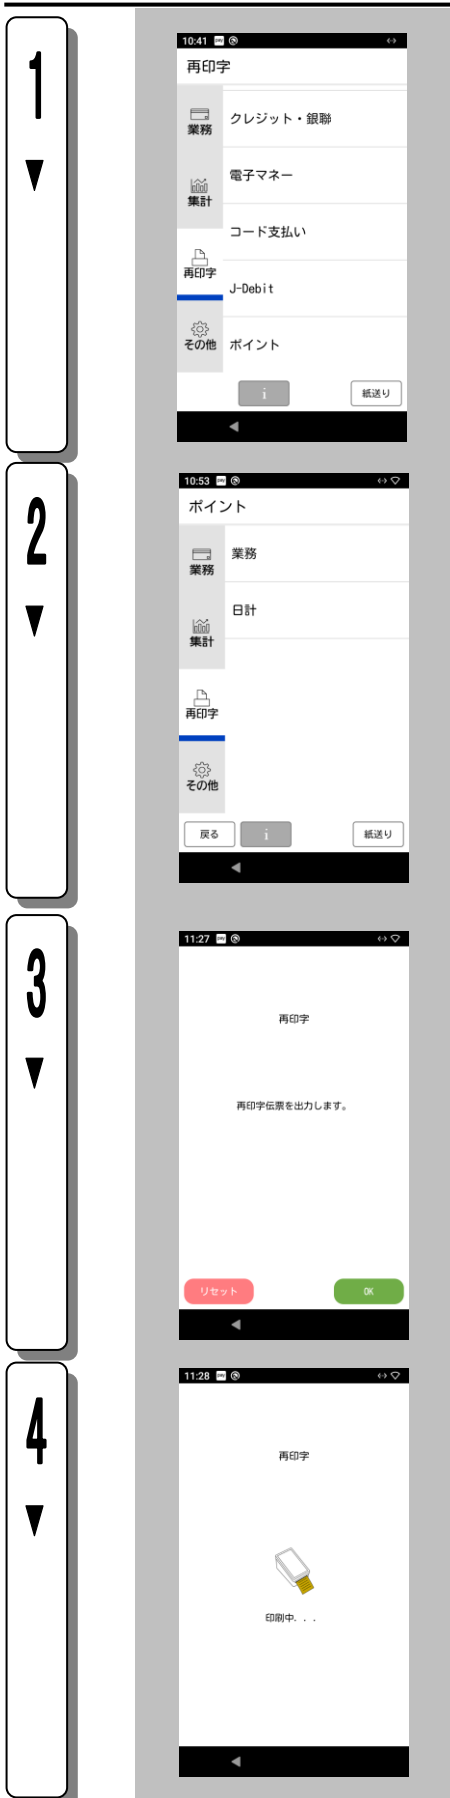 1
10:41 pay
再印字
業務
クレジット・銀聯
集計
電子マネー
コード支払い
再印字
J-Debit
その他
ポイント
i
紙送り
2
10:53 pay
ポイント
業務
業務
日計
集計
再印字
その他
戻る
i
紙送り
3
11:27 pay
再印字
再印字伝票を出力します。
リセット
OK
4
11:28 pay
再印字
印刷中...